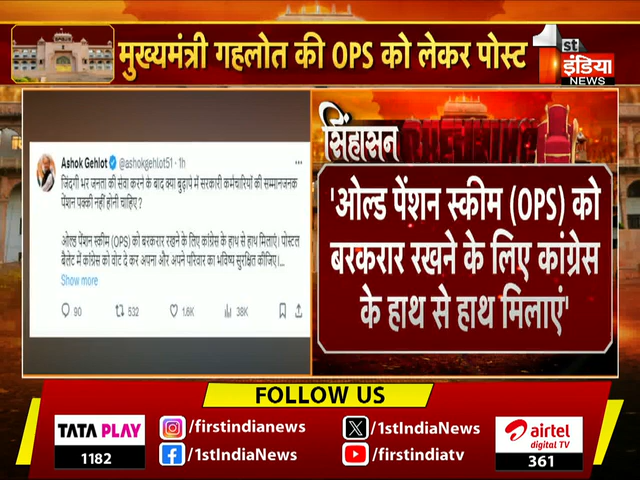 मुख्यमंत्री गहलोत की OPS को लेकर पोस्ट
1st
इंडिया
NEWS
Ashok Gehlot @ashokgehlot51 · 1h
जिंदगी भर जनता की सेवा करने के बाद क्या बुढ़ापे में सरकारी कर्मचारियों की सम्मानजनक
पेंशन पक्की नहीं होनी चाहिए ?
ओल्ड पेंशन स्कीम (OPS) को बरकरार रखने के लिए कांग्रेस के हाथ से हाथ मिलाएं। पोस्टल
बैलेट में कांग्रेस को वोट दे कर अपना और अपने परिवार का भविष्य सुरक्षित कीजिए।...
Show more
90 532 1.6K 38K
सिंहासन
'ओल्ड पेंशन स्कीम (OPS) को
बरकरार रखने के लिए कांग्रेस
के हाथ से हाथ मिलाएं'
FOLLOW US
TATA PLAY
1182
/firstindianews
/1stIndiaNews
/1stIndiaNews
/firstindiatv
airtel
digital TV
361